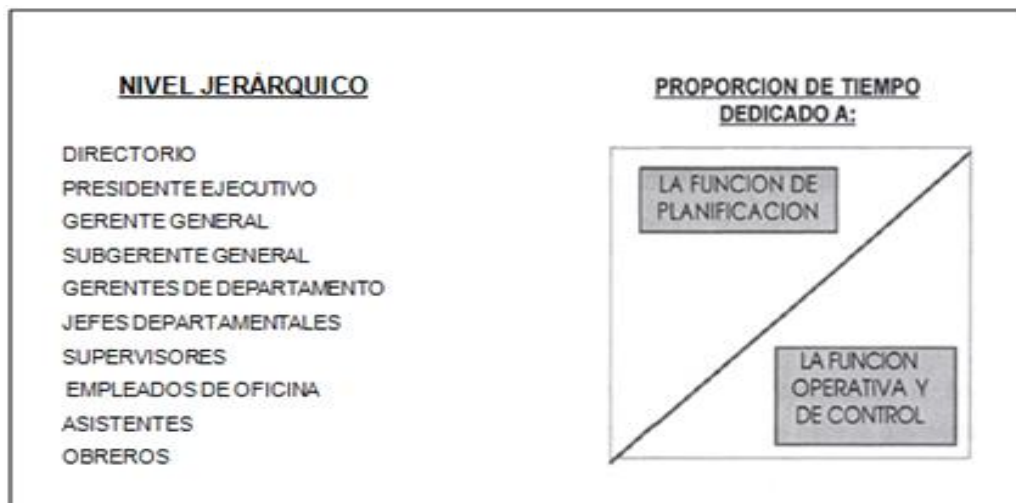 NIVEL JERÁRQUICO
DIRECTORIO
PRESIDENTE EJECUTIVO
GERENTE GENERAL
SUBGERENTE GENERAL
GERENTES DE DEPARTAMENTO
JEFES DEPARTAMENTALES
SUPERVISORES
EMPLEADOS DE OFICINA
ASISTENTES
OBREROS
PROPORCION DE TIEMPO
DEDICADO A:
LA FUNCION DE
PLANIFICACION
LA FUNCION
OPERATIVA Y
DE CONTROL